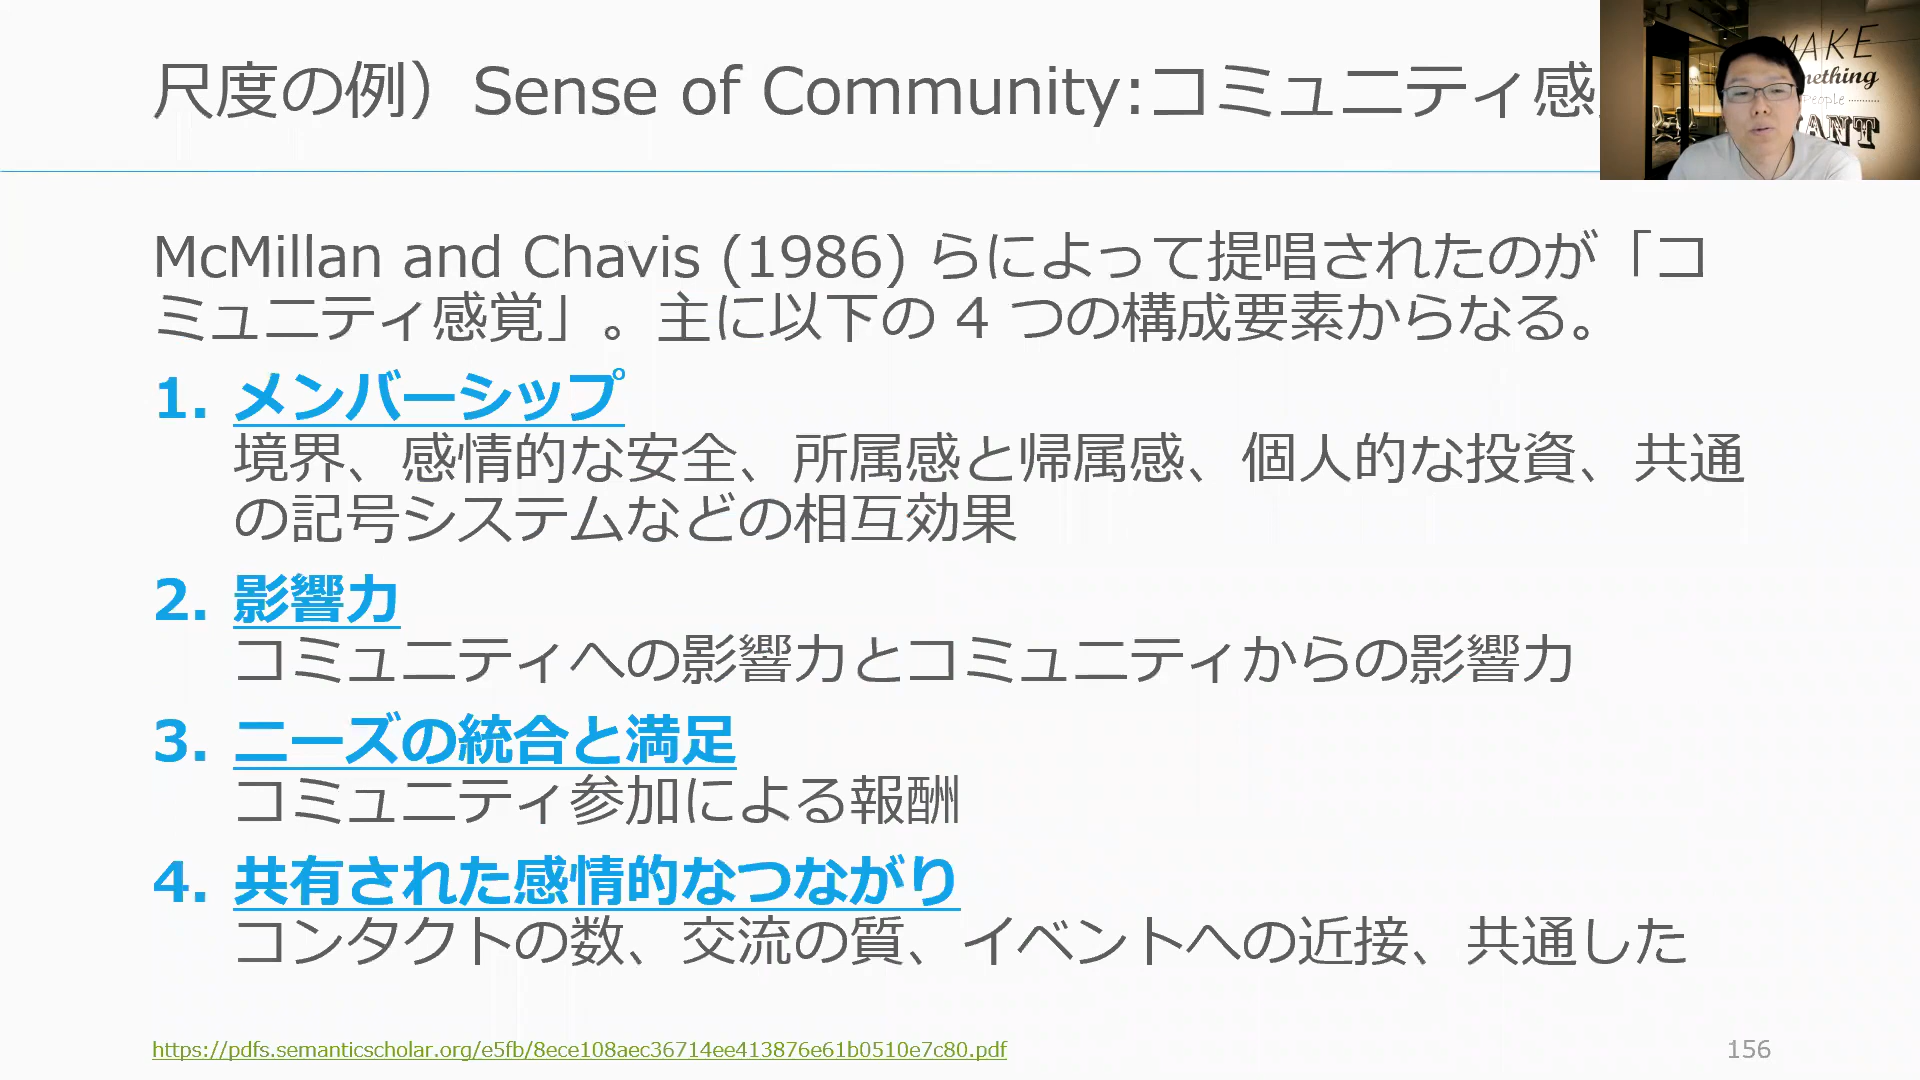 尺度の例）Sense of Community:コミュニティ感
MAKE
mething
People
ANT
McMillan and Chavis (1986) らによって提唱されたのが「コ
ミュニティ感覚」。主に以下の 4 つの構成要素からなる。
1. メンバーシップ
境界、感情的な安全、所属感と帰属感、個人的な投資、共通
の記号システムなどの相互効果
2. 影響力
コミュニティへの影響力とコミュニティからの影響力
3. ニーズの統合と満足
コミュニティ参加による報酬
4. 共有された感情的なつながり
コンタクトの数、交流の質、イベントへの近接、共通した
https://pdfs.semanticscholar.org/e5fb/8ece108aec36714ee413876e61b0510e7c80.pdf
156